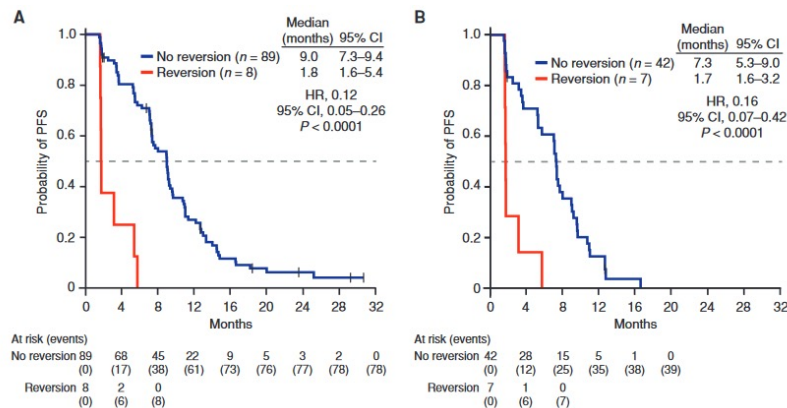 A
Median
(months) 95% CI
No reversion (n = 89) 9.0 7.3–9.4
Reversion (n = 8) 1.8 1.6–5.4
HR, 0.12
95% CI, 0.05–0.26
P < 0.0001
Probability of PFS
1.0
0.8
0.6
0.4
0.2
0
0 4 8 12 16 20 24 28 32
Months
At risk (events)
No reversion 89 68 45 22 9 5 3 2 0
(0) (17) (38) (61) (73) (76) (77) (78) (78)
Reversion 8 2 0
(0) (6) (8)
B
Median
(months) 95% CI
No reversion (n = 42) 7.3 5.3–9.0
Reversion (n = 7) 1.7 1.6–3.2
HR, 0.16
95% CI, 0.07–0.42
P < 0.0001
Probability of PFS
1.0
0.8
0.6
0.4
0.2
0
0 4 8 12 16 20 24 28 32
Months
At risk (events)
No reversion 42 28 15 5 1 0
(0) (12) (25) (35) (38) (39)
Reversion 7 1 0
(0) (6) (7)